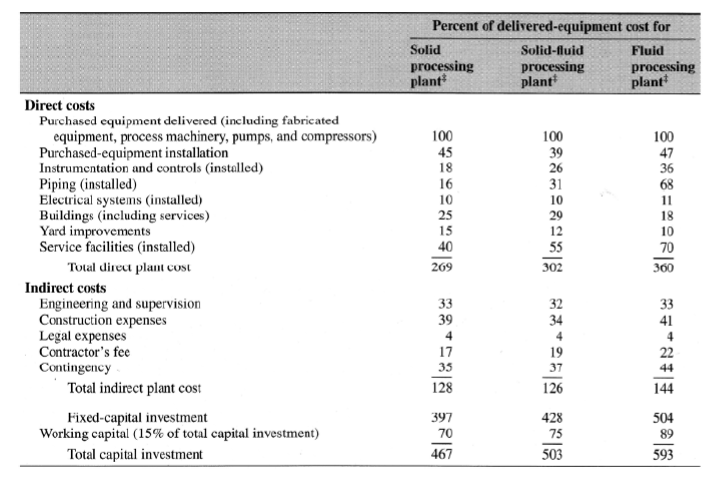 Percent of delivered-equipment cost for
Solid processing plant‡ Solid-fluid processing plant‡ Fluid processing plant‡
Direct costs
Purchased equipment delivered (including fabricated
equipment, process machinery, pumps, and compressors) 100 100 100
Purchased-equipment installation 45 39 47
Instrumentation and controls (installed) 18 26 36
Piping (installed) 16 31 68
Electrical systems (installed) 10 10 11
Buildings (including services) 25 29 18
Yard improvements 15 12 10
Service facilities (installed) 40 55 70
Total direct plant cost 269 302 360
Indirect costs
Engineering and supervision 33 32 33
Construction expenses 39 34 41
Legal expenses 4 4 4
Contractor's fee 17 19 22
Contingency 35 37 44
Total indirect plant cost 128 126 144
Fixed-capital investment 397 428 504
Working capital (15% of total capital investment) 70 75 89
Total capital investment 467 503 593